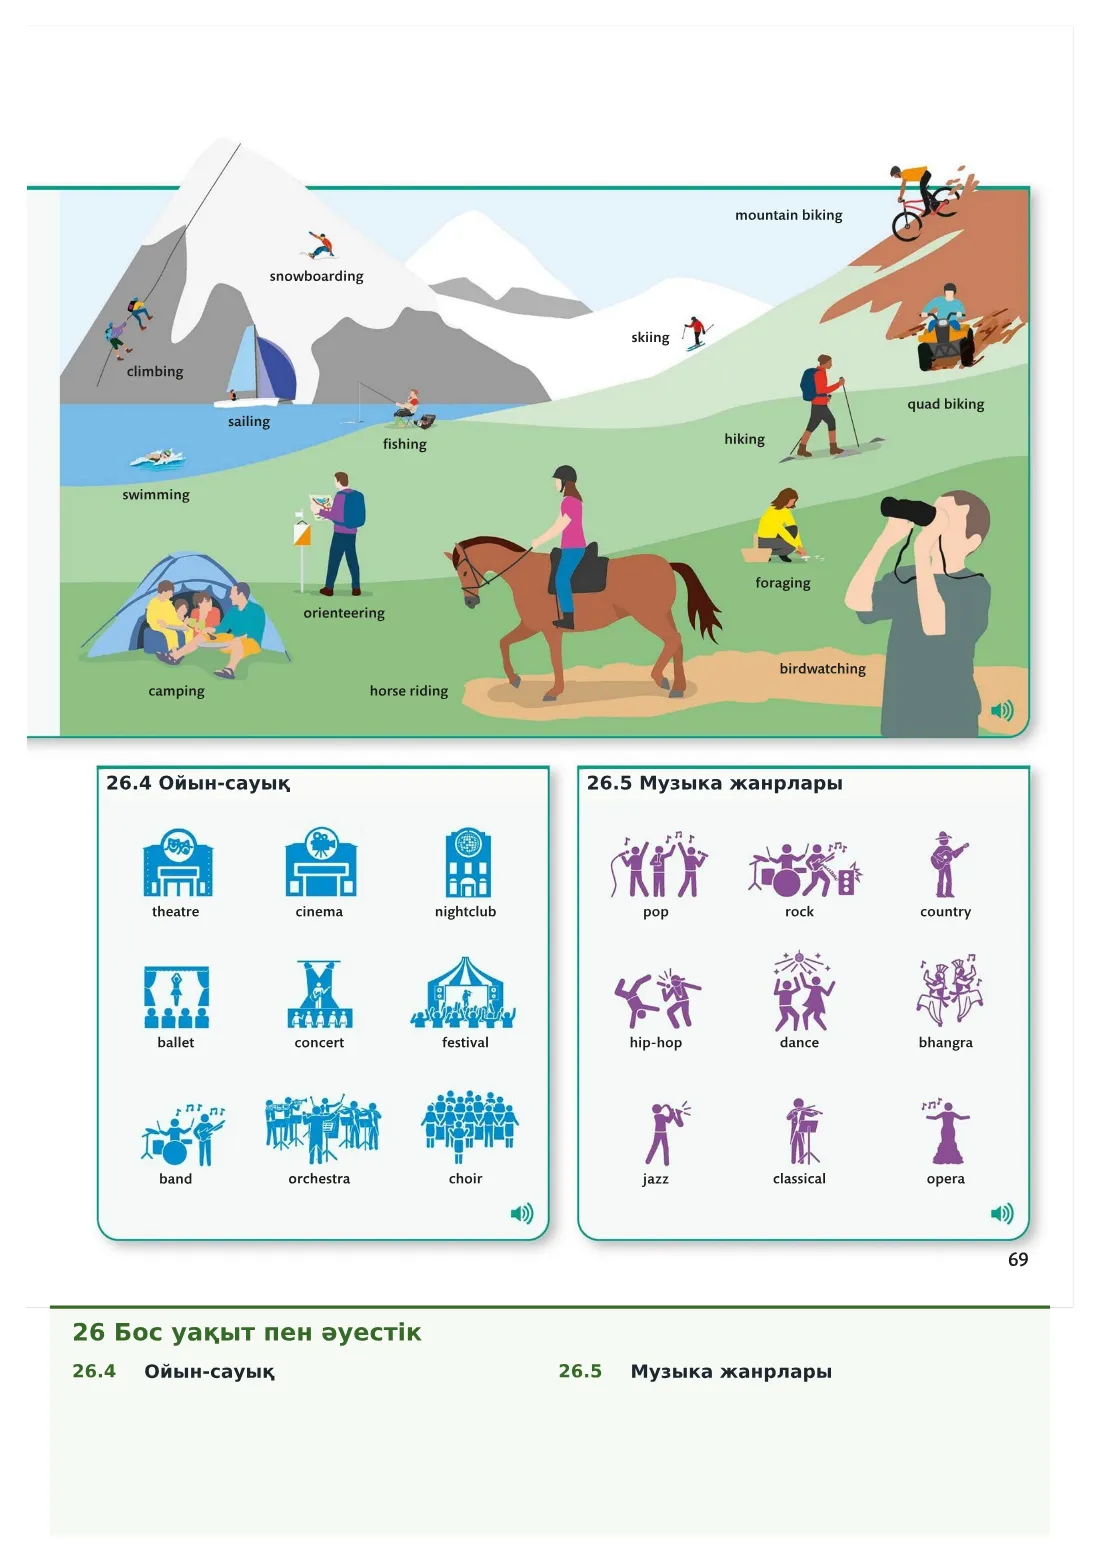 mountain biking
snowboarding
skiing
climbing
quad biking
sailing
hiking
fishing
swimming
foraging
orienteering
birdwatching
camping
horse riding
26.4 Ойын-сауық
theatre
cinema
nightclub
ballet
concert
festival
band
orchestra
choir
26.5 Музыка жанрлары
pop
rock
country
hip-hop
dance
bhangra
jazz
classical
opera
69
26 Бос уақыт пен әуестік
26.4 Ойын-сауық
26.5 Музыка жанрлары